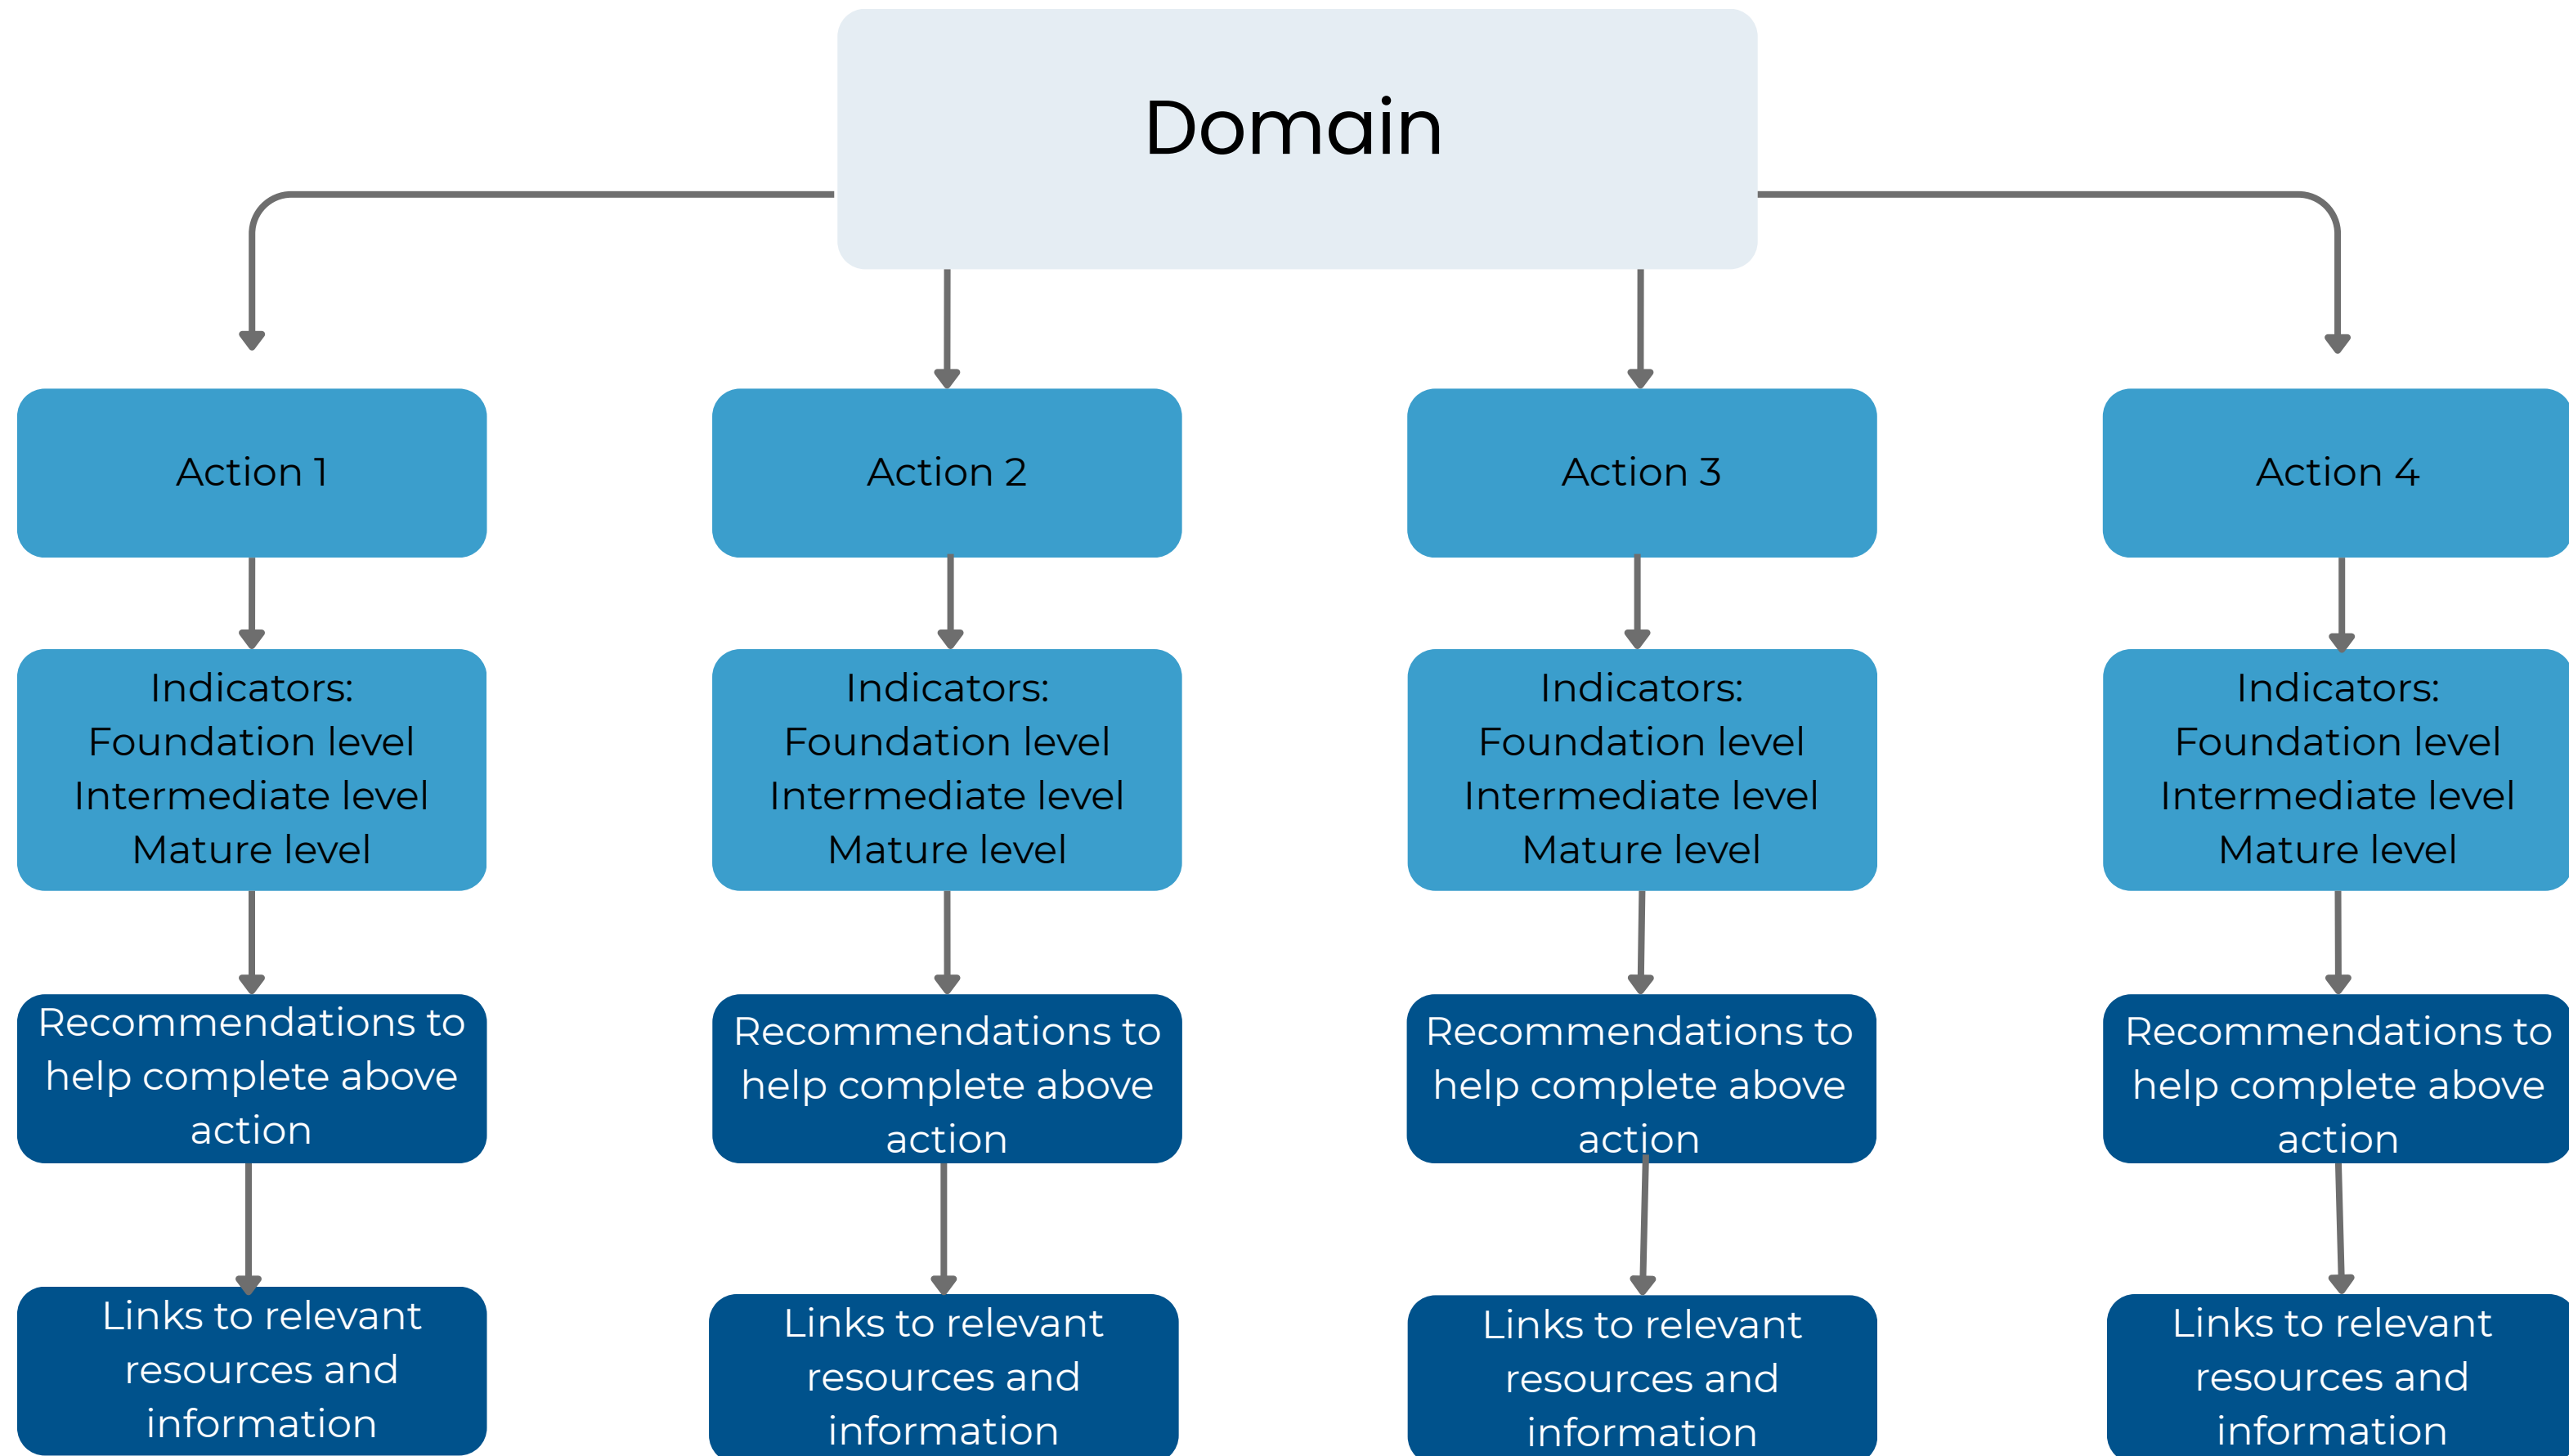 Domain
Action 1
Action 2
Action 3
Action 4
Indicators:
Foundation level
Intermediate level
Mature level
Indicators:
Foundation level
Intermediate level
Mature level
Indicators:
Foundation level
Intermediate level
Mature level
Indicators:
Foundation level
Intermediate level
Mature level
Recommendations to
help complete above
action
Recommendations to
help complete above
action
Recommendations to
help complete above
action
Recommendations to
help complete above
action
Links to relevant
resources and
information
Links to relevant
resources and
information
Links to relevant
resources and
information
Links to relevant
resources and
information